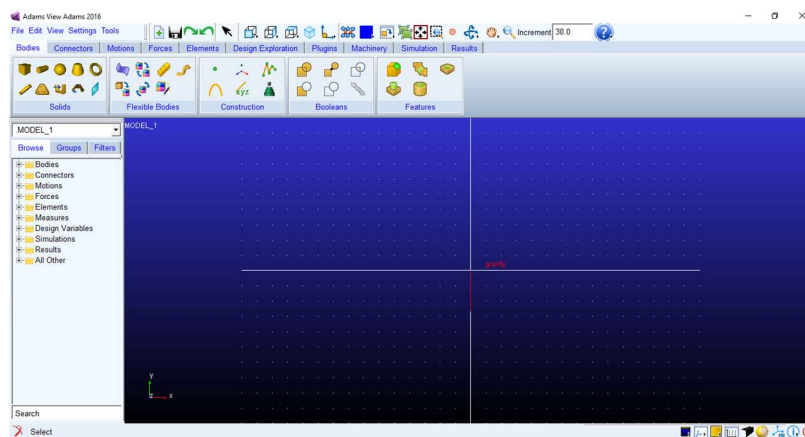 Adams View Adams 2016
File Edit View Settings Tools
Increment 30.0
Bodies Connectors Motions Forces Elements Design Exploration Plugins Machinery Simulation Results
xyz
Solids Flexible Bodies Construction Booleans Features
.MODEL_1
MODEL_1
Browse Groups Filters
Bodies
Connectors
Motions
Forces
Elements
Measures
Design Variables
Simulations
Results
All Other
gravity
y
z x
Search
Select